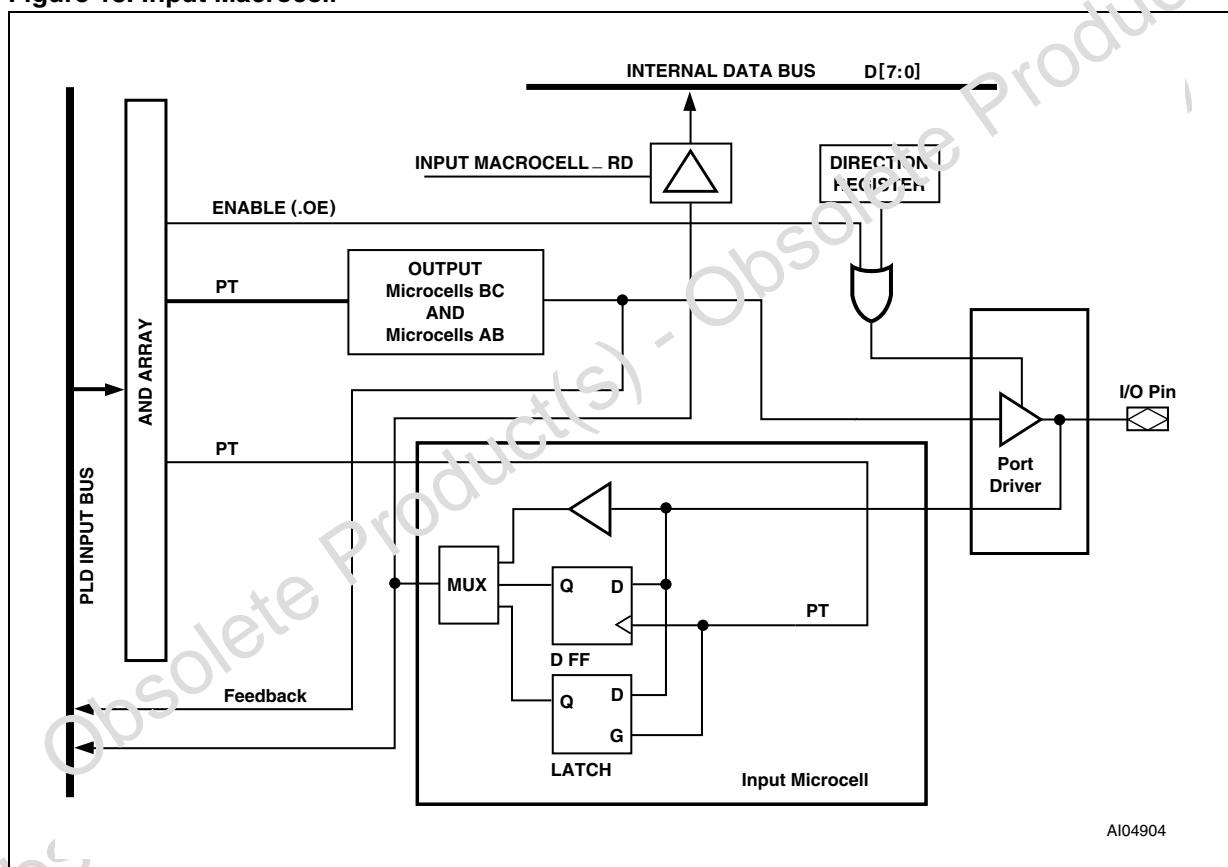 Figure 18. Input Macrocell
INTERNAL DATA BUS D[7:0]
INPUT MACROCELL _ RD
DIRECTION
REGISTER
ENABLE (.OE)
PT
OUTPUT
Microcells BC
AND
Microcells AB
AND ARRAY
PLD INPUT BUS
I/O Pin
Port
Driver
PT
MUX
Q D
PT
D FF
Feedback
Q D
G
LATCH
Input Microcell
AI04904
Obsolete Product(s) - Obsolete Product